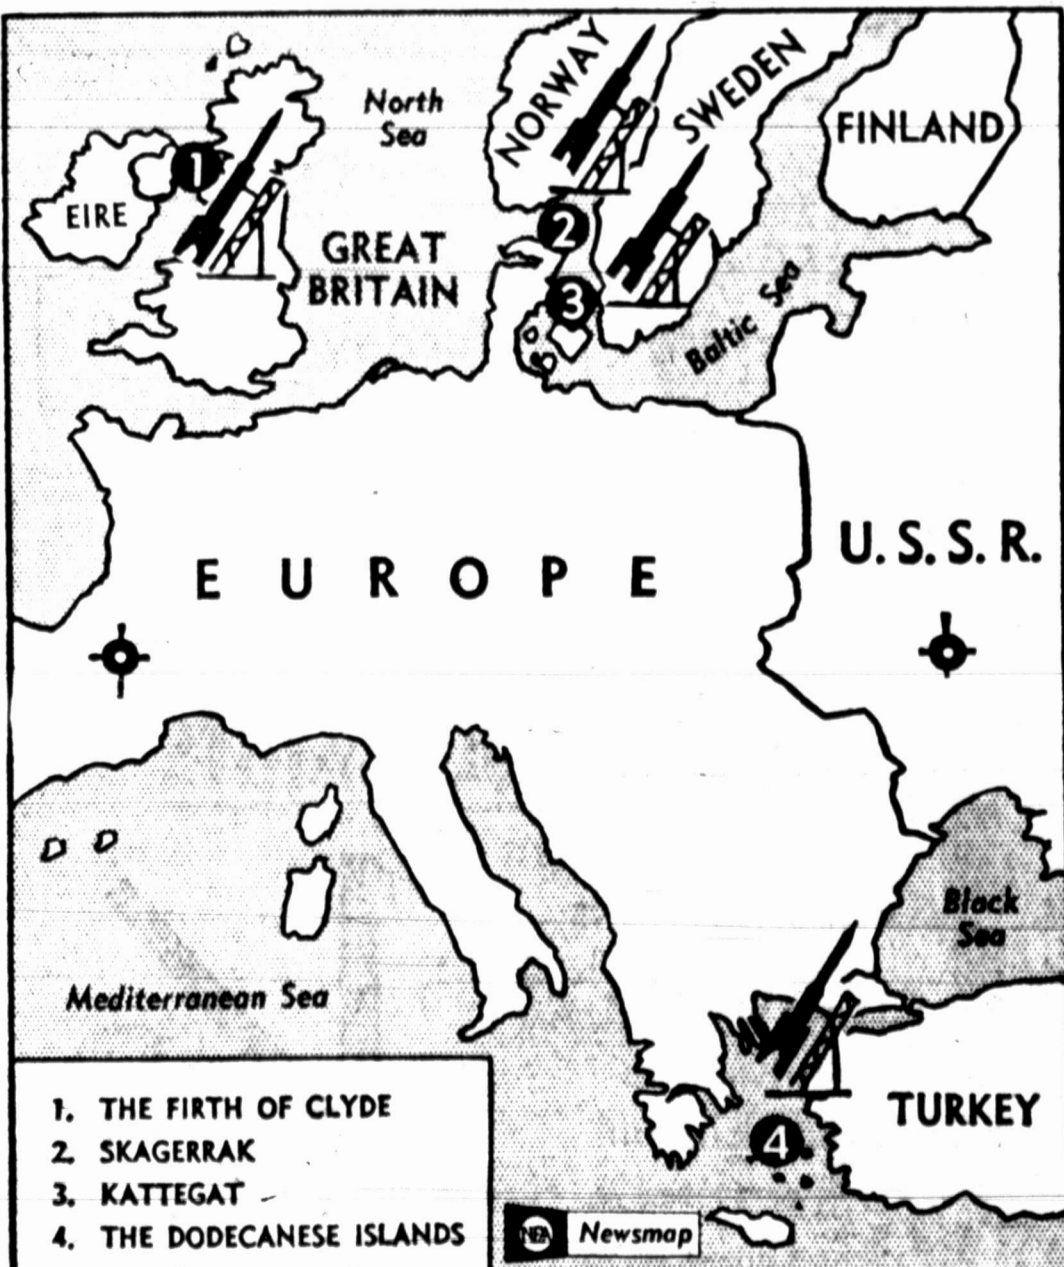 North
Sea
NORWAY
SWEDEN
FINLAND
1
EIRE
GREAT
BRITAIN
2
3
Baltic Sea
U.S.S.R.
EUROPE
Black
Sea
Mediterranean Sea
TURKEY
4
1. THE FIRTH OF CLYDE
2. SKAGERRAK
3. KATTEGAT
4. THE DODECANESE ISLANDS
NEA Newsmap